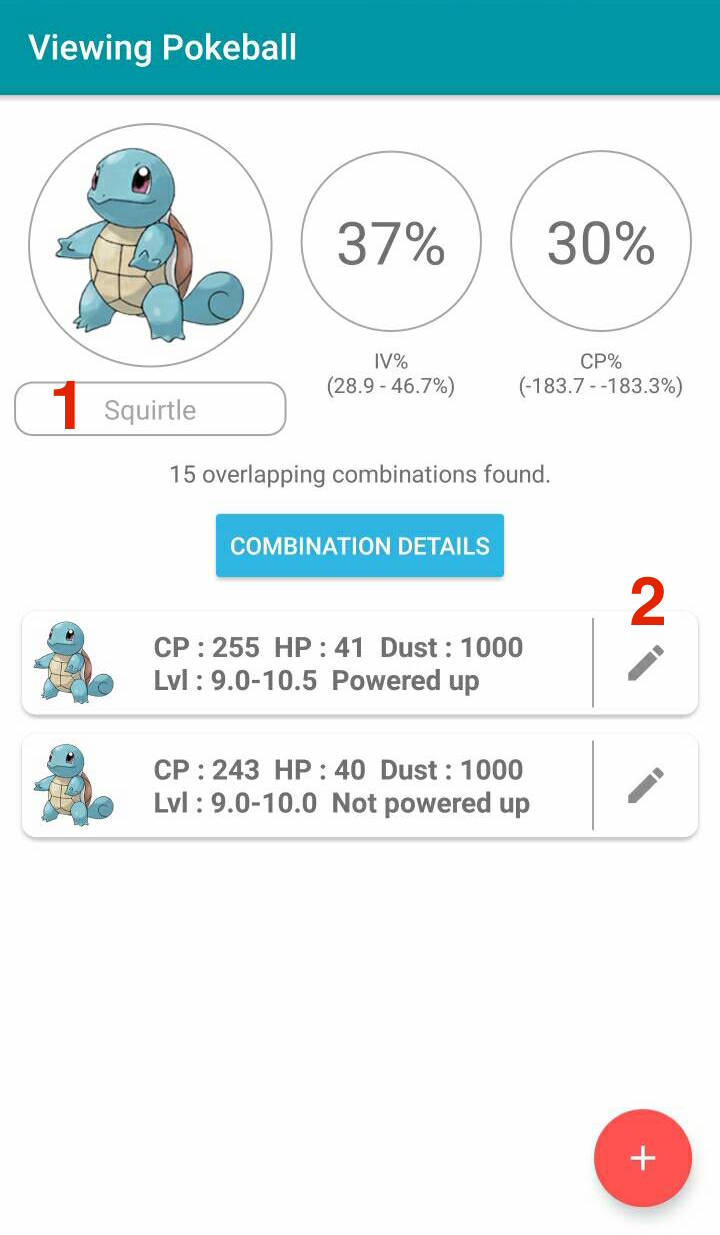 Viewing Pokeball
37%
30%
IV%
(28.9 - 46.7%)
CP%
(-183.7 - -183.3%)
1
Squirtle
15 overlapping combinations found.
COMBINATION DETAILS
2
CP : 255 HP : 41 Dust : 1000
Lvl : 9.0-10.5 Powered up
CP : 243 HP : 40 Dust : 1000
Lvl : 9.0-10.0 Not powered up
+